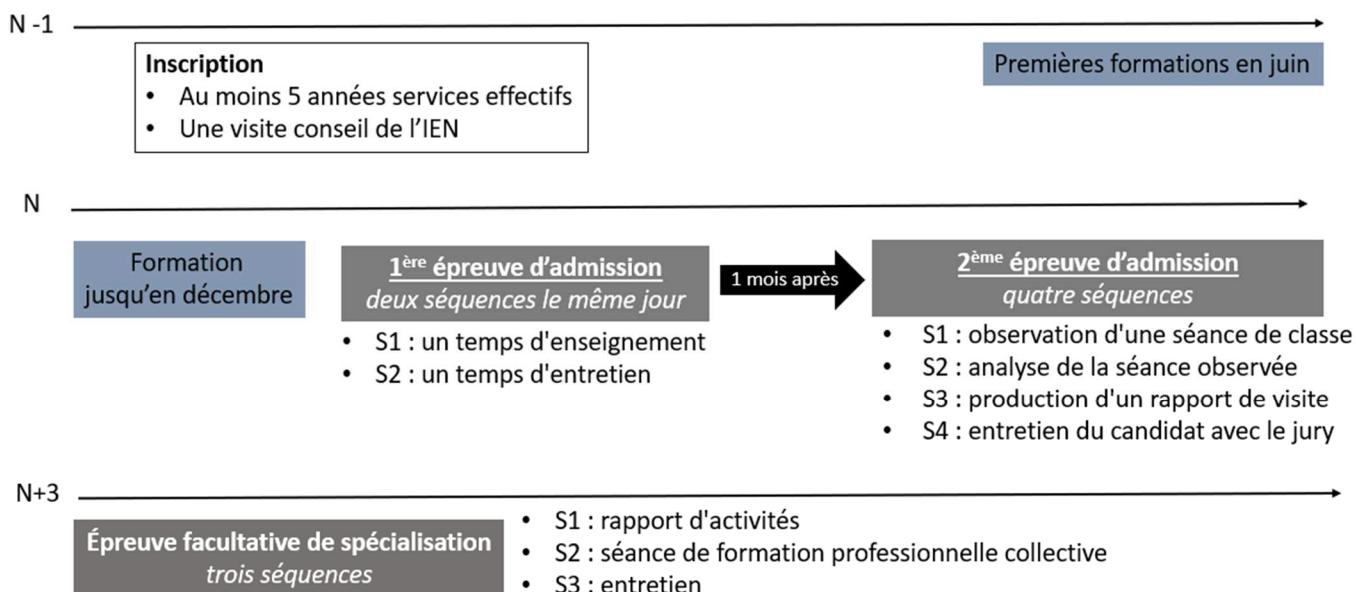 N -1
Inscription
• Au moins 5 années services effectifs
• Une visite conseil de l'IEN
Premières formations en juin
N
Formation
jusqu'en décembre
1ère épreuve d'admission
deux séquences le même jour
• S1 : un temps d'enseignement
• S2 : un temps d'entretien
1 mois après
2ème épreuve d'admission
quatre séquences
• S1 : observation d'une séance de classe
• S2 : analyse de la séance observée
• S3 : production d'un rapport de visite
• S4 : entretien du candidat avec le jury
N+3
Épreuve facultative de spécialisation
trois séquences
• S1 : rapport d'activités
• S2 : séance de formation professionnelle collective
• S3 : entretien